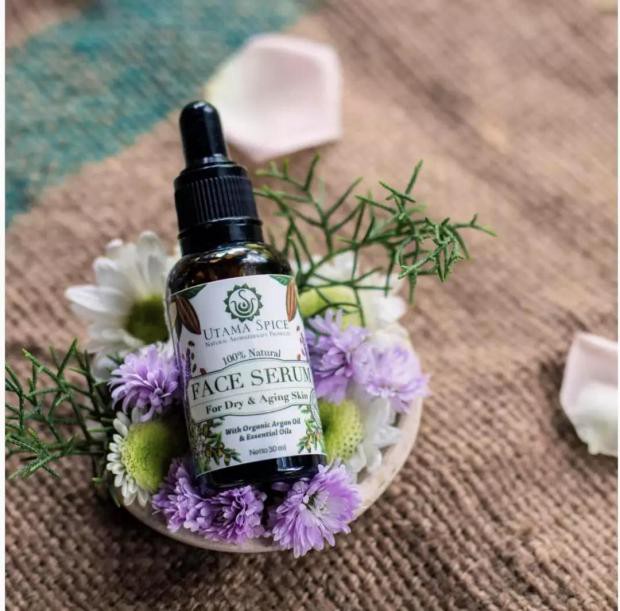 UTAMA SPICE
NATURAL AROMATHERAPY PRODUCTS
100% Natural
FACE SERUM
For Dry & Aging Skin
With Organic Argan Oil
& Essential Oils
Netto 30 ml